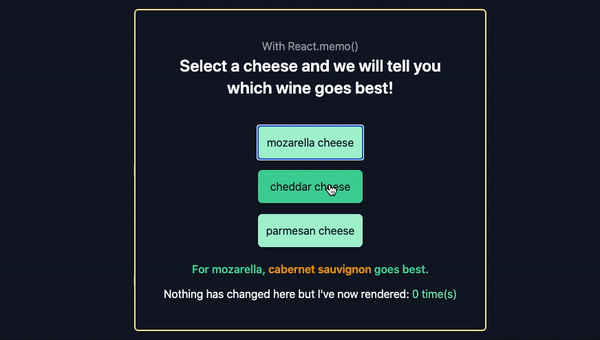 With React.memo()
Select a cheese and we will tell you
which wine goes best!
mozarella cheese
cheddar cheese
parmesan cheese
For mozarella, cabernet sauvignon goes best.
Nothing has changed here but I've now rendered: 0 time(s)